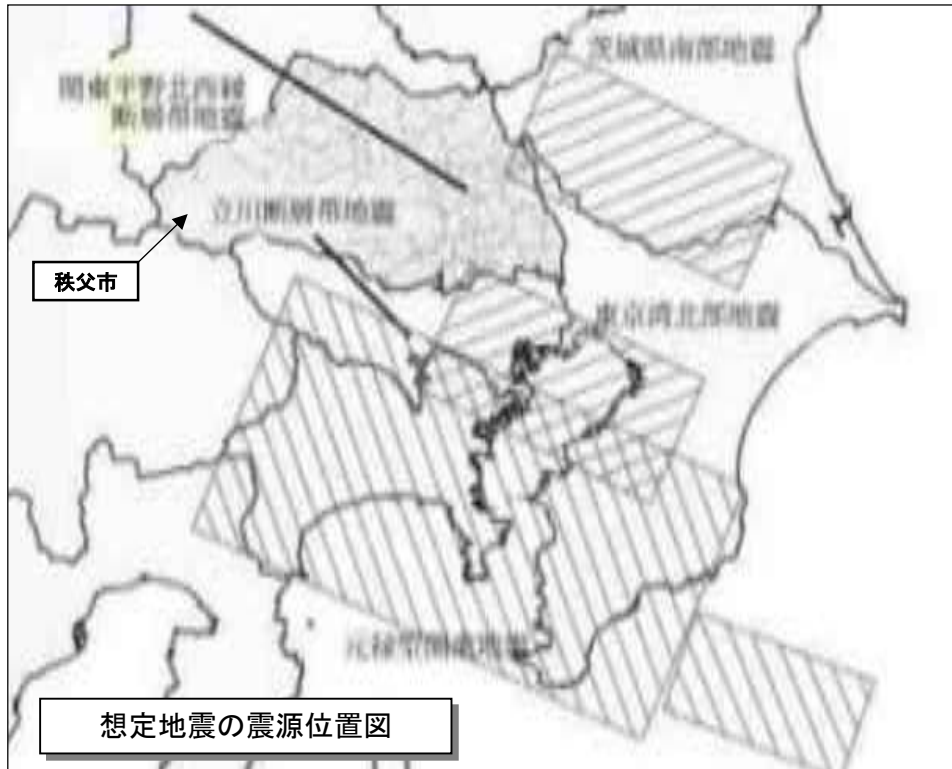 茨城県南部地震
関東平野北西縁
断層帯地震
立川断層帯地震
秩父市
東京湾北部地震
元禄型関東地震
想定地震の震源位置図